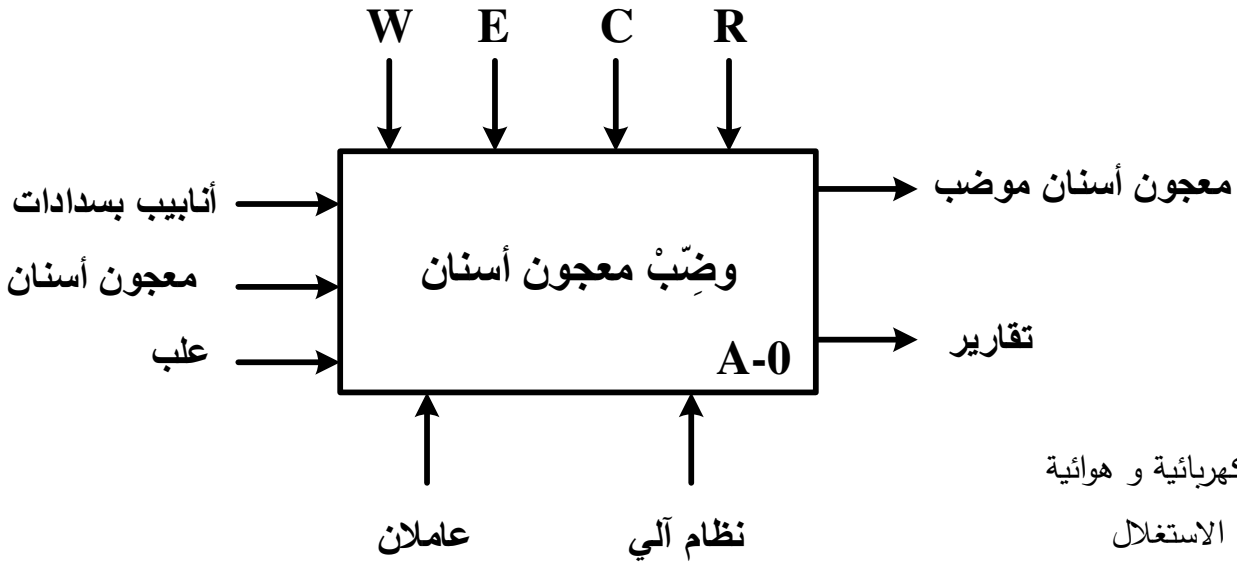 W E C R
أنابيب بسدادات
معجون أسنان موضب
وضِّبْ معجون أسنان
معجون أسنان
تقارير
علب
A-0
كهربائية و هوائية
عاملان
نظام آلي
الاستغلال